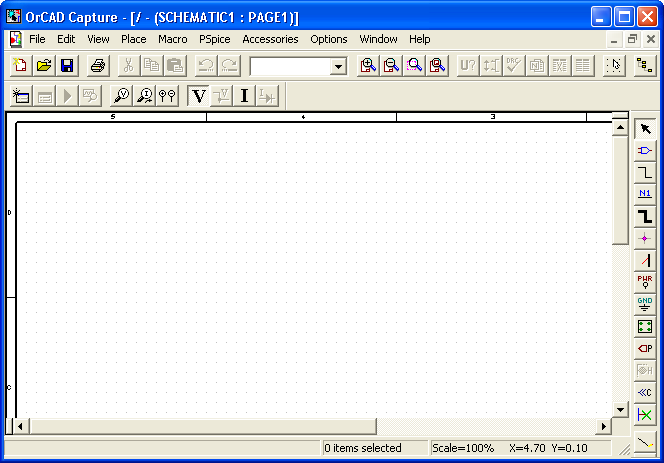 OrCAD Capture - [/ - (SCHEMATIC1 : PAGE1)]
File Edit View Place Macro PSpice Accessories Options Window Help
U? DRC
V I
5 4 3
D
C
N1
PWR
GND
P
H
C
0 items selected Scale=100% X=4.70 Y=0.10